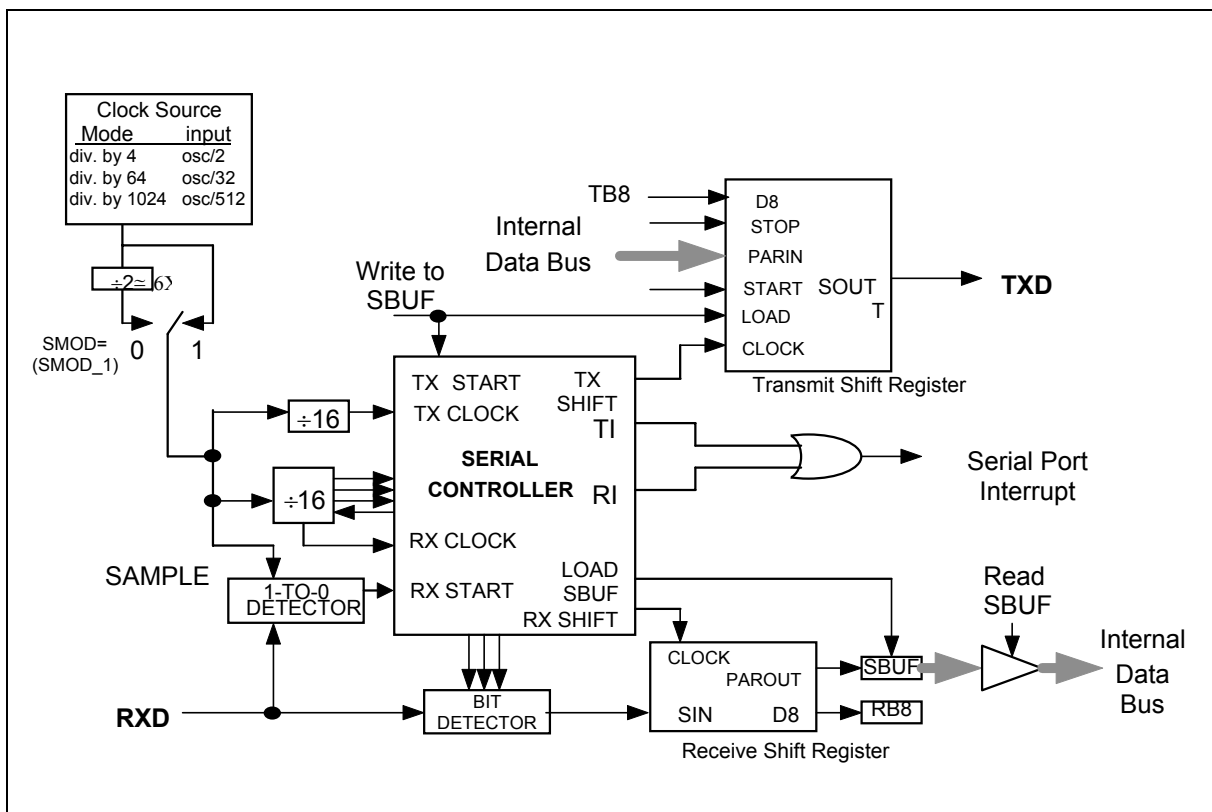 Clock Source
Mode input
div. by 4 osc/2
div. by 64 osc/32
div. by 1024 osc/512
÷2
SMOD=
(SMOD_1)
0 1
Write to
SBUF
TB8
Internal
Data Bus
D8
STOP
PARIN
START
LOAD
CLOCK
SOUT
T
TXD
Transmit Shift Register
÷16
÷16
TX START
TX CLOCK
SERIAL
CONTROLLER
RX CLOCK
RX START
TX
SHIFT
TI
RI
LOAD
SBUF
RX SHIFT
Serial Port
Interrupt
SAMPLE
1-TO-0
DETECTOR
RXD
BIT
DETECTOR
CLOCK
PAROUT
SIN D8
Receive Shift Register
SBUF
RB8
Read
SBUF
Internal
Data
Bus